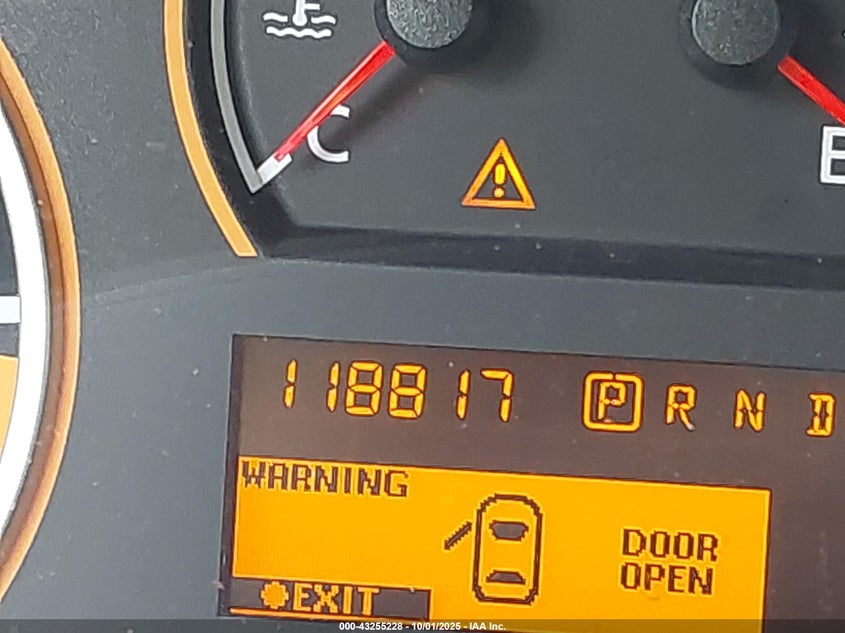 C
E
118817 P R N D
WARNING
DOOR
OPEN
EXIT
000-43255228 - 10/01/2025 - IAA Inc.